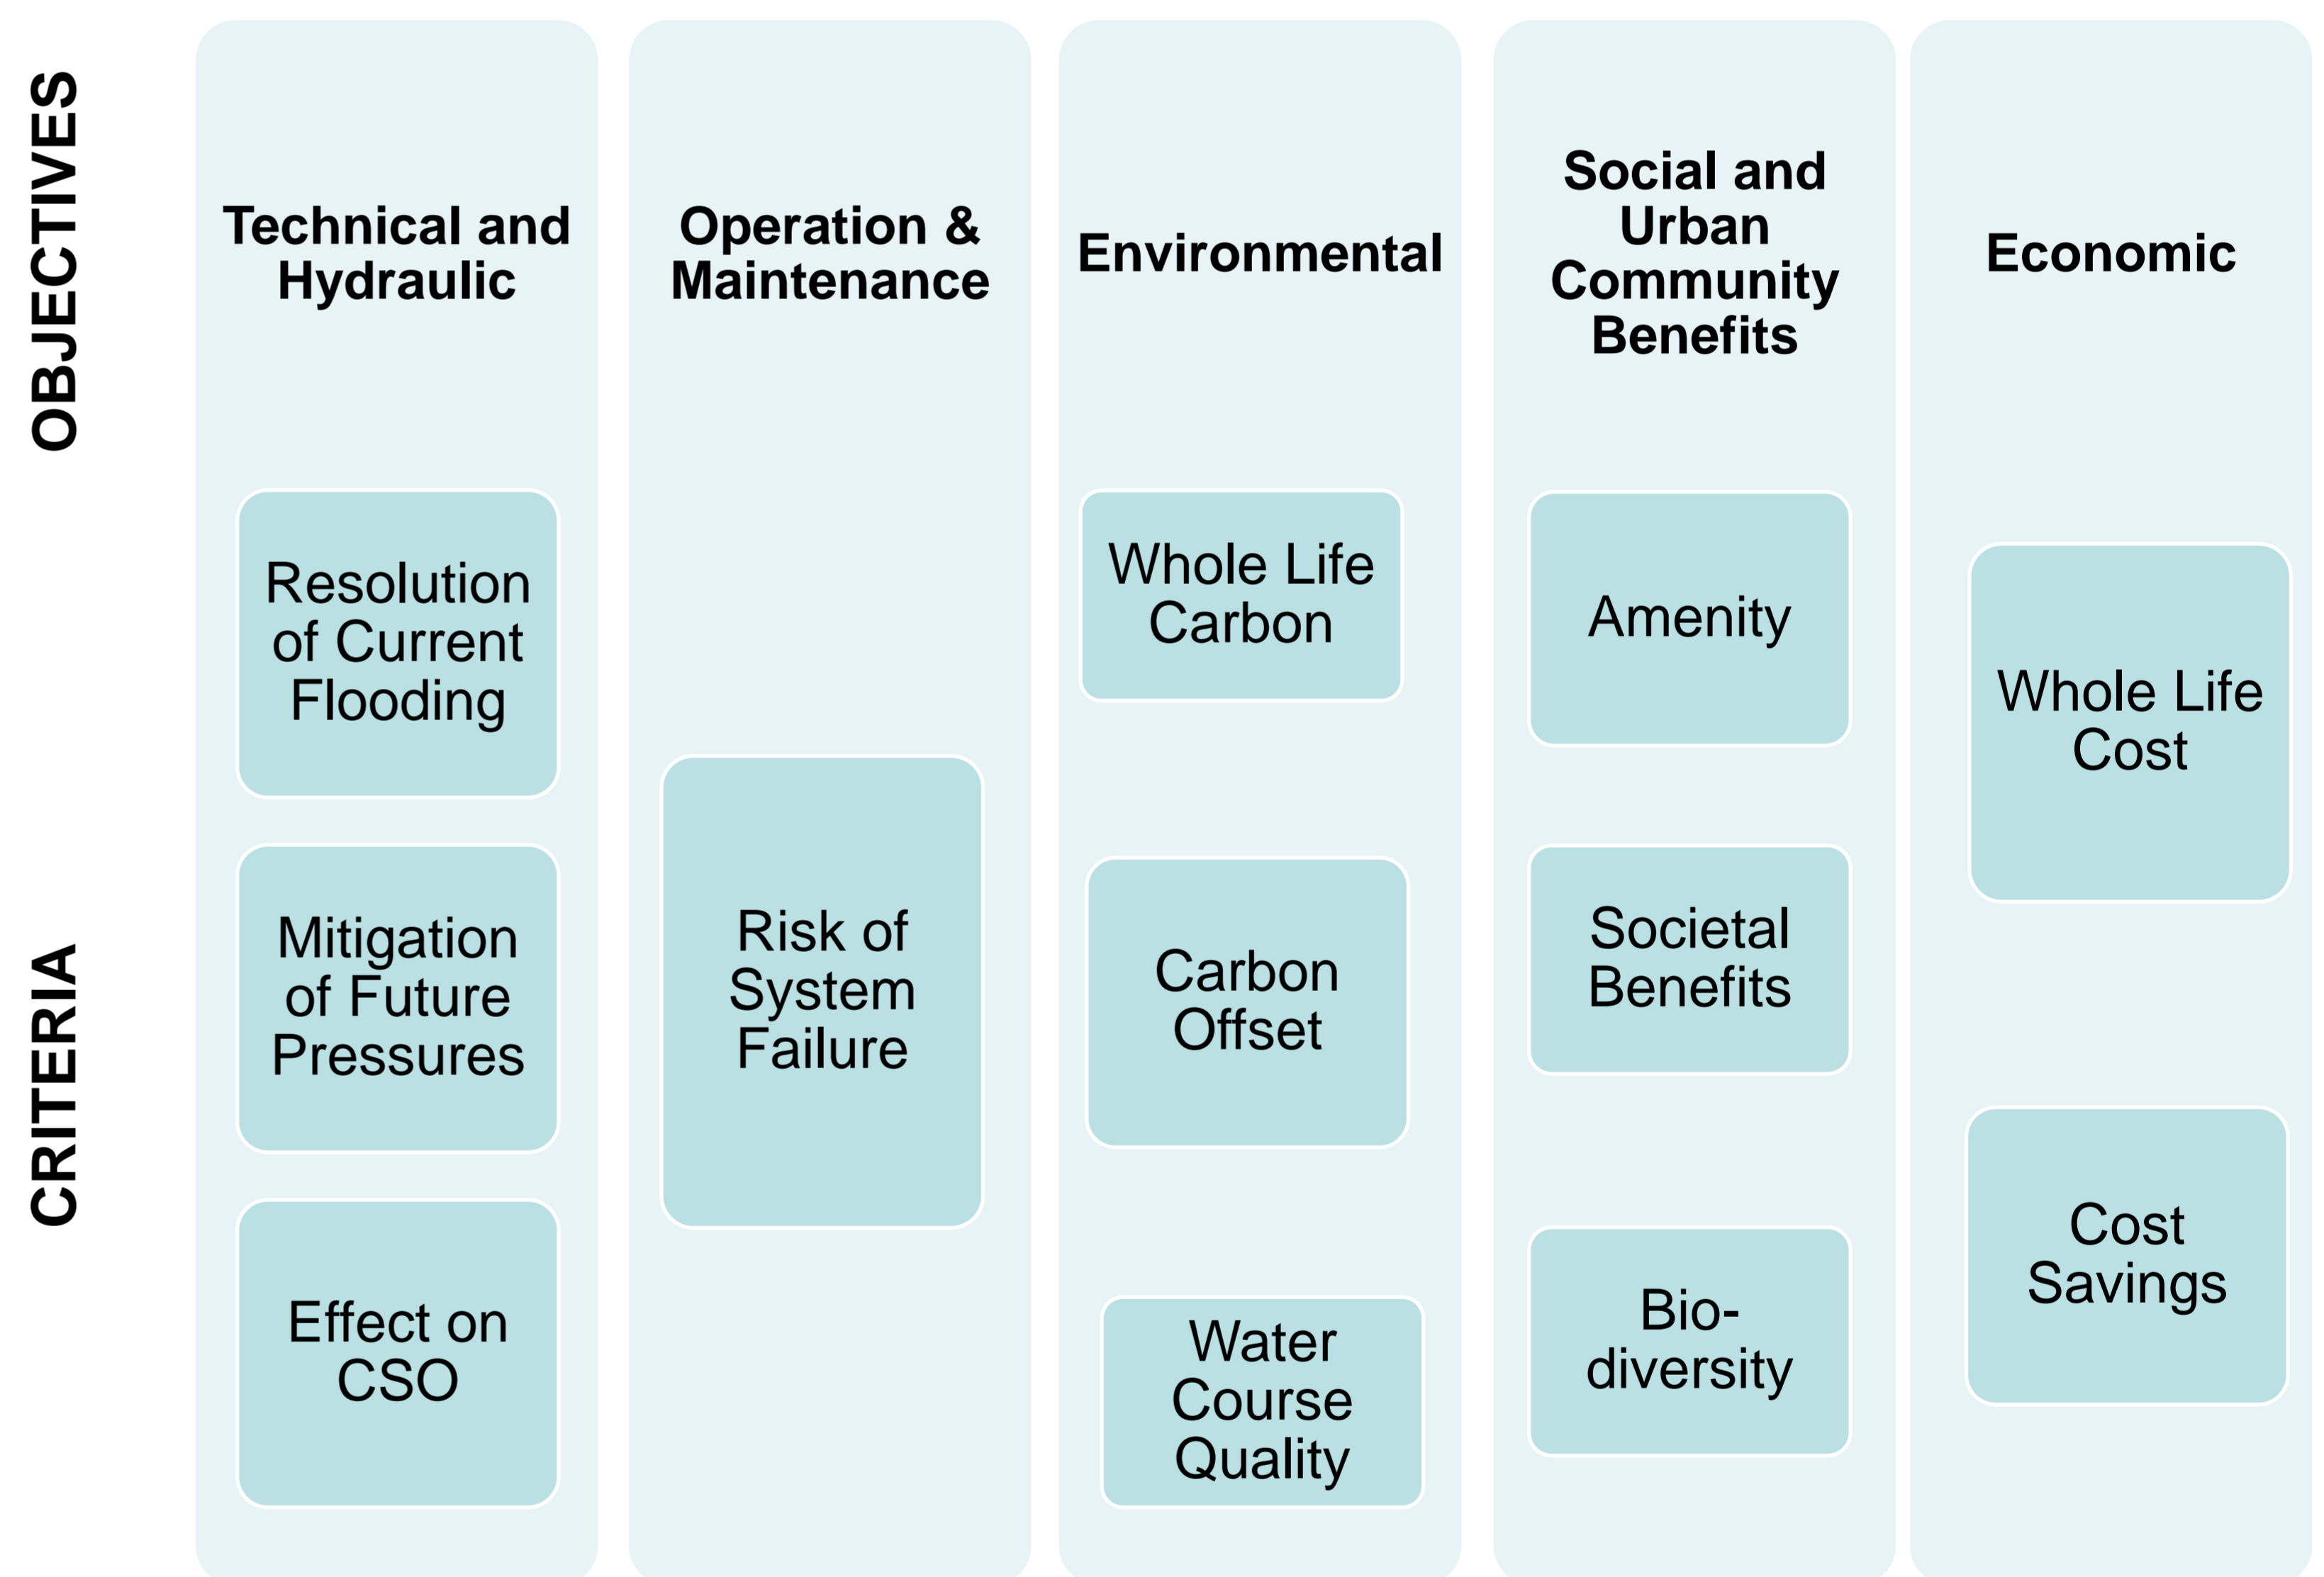 OBJECTIVES
Technical and
Hydraulic
Operation &
Maintenance
Environmental
Social and
Urban
Community
Benefits
Economic
CRITERIA
Resolution
of Current
Flooding
Mitigation
of Future
Pressures
Effect on
CSO
Risk of
System
Failure
Whole Life
Carbon
Carbon
Offset
Water
Course
Quality
Amenity
Societal
Benefits
Bio-
diversity
Whole Life
Cost
Cost
Savings